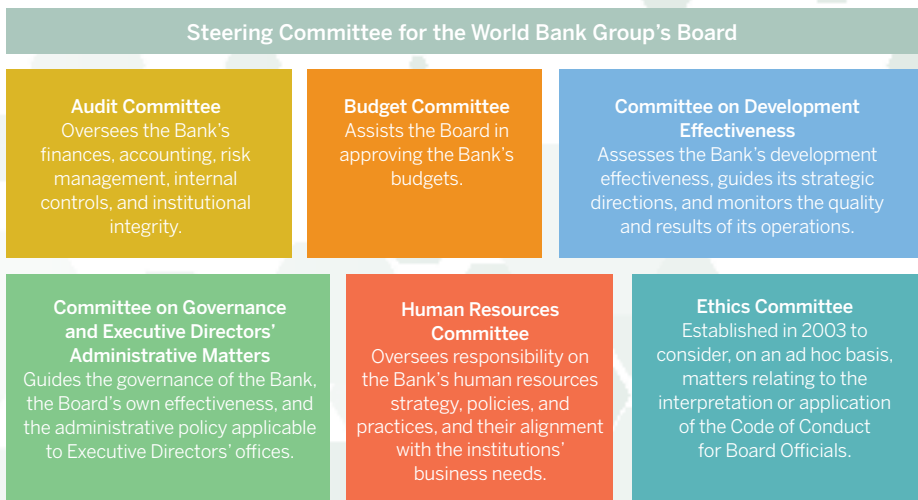 Steering Committee for the World Bank Group’s Board
Audit Committee
Oversees the Bank’s
finances, accounting, risk
management, internal
controls, and institutional
integrity.
Budget Committee
Assists the Board in
approving the Bank’s
budgets.
Committee on Development
Effectiveness
Assesses the Bank’s development
effectiveness, guides its strategic
directions, and monitors the quality
and results of its operations.
Committee on Governance
and Executive Directors’
Administrative Matters
Guides the governance of the Bank,
the Board’s own effectiveness, and
the administrative policy applicable
to Executive Directors’ offices.
Human Resources
Committee
Oversees responsibility on
the Bank’s human resources
strategy, policies, and
practices, and their alignment
with the institutions’
business needs.
Ethics Committee
Established in 2003 to
consider, on an ad hoc basis,
matters relating to the
interpretation or application
of the Code of Conduct
for Board Officials.